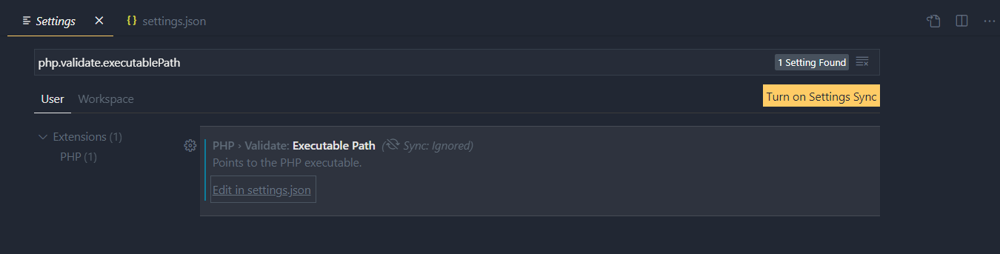 Settings
{} settings.json
php.validate.executablePath
1 Setting Found
User
Workspace
Turn on Settings Sync
Extensions (1)
PHP (1)
PHP › Validate: Executable Path (Sync: Ignored)
Points to the PHP executable.
Edit in settings.json